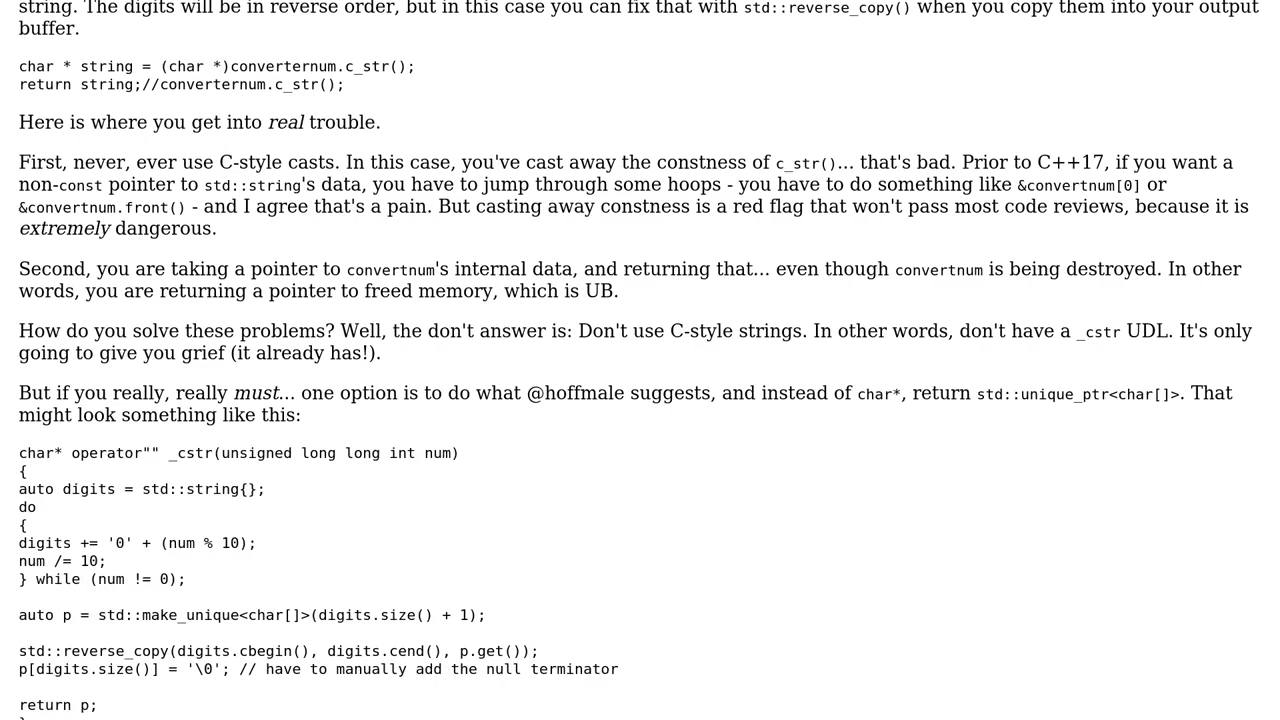 string. The digits will be in reverse order, but in this case you can fix that with std::reverse_copy() when you copy them into your output
buffer.
char * string = (char *)converternum.c_str();
return string;//converternum.c_str();
Here is where you get into real trouble.
First, never, ever use C-style casts. In this case, you've cast away the constness of c_str()... that's bad. Prior to C++17, if you want a
non-const pointer to std::string's data, you have to jump through some hoops - you have to do something like &convertnum[0] or
&convertnum.front() - and I agree that's a pain. But casting away constness is a red flag that won't pass most code reviews, because it is
extremely dangerous.
Second, you are taking a pointer to convertnum's internal data, and returning that... even though convertnum is being destroyed. In other
words, you are returning a pointer to freed memory, which is UB.
How do you solve these problems? Well, the don't answer is: Don't use C-style strings. In other words, don't have a _cstr UDL. It's only
going to give you grief (it already has!).
But if you really, really must... one option is to do what @hoffmale suggests, and instead of char*, return std::unique_ptr<char[]>. That
might look something like this:
char* operator"" _cstr(unsigned long long int num)
{
auto digits = std::string{};
do
{
digits += '0' + (num % 10);
num /= 10;
} while (num != 0);
auto p = std::make_unique<char[]>(digits.size() + 1);
std::reverse_copy(digits.cbegin(), digits.cend(), p.get());
p[digits.size()] = '\0'; // have to manually add the null terminator
return p;
}